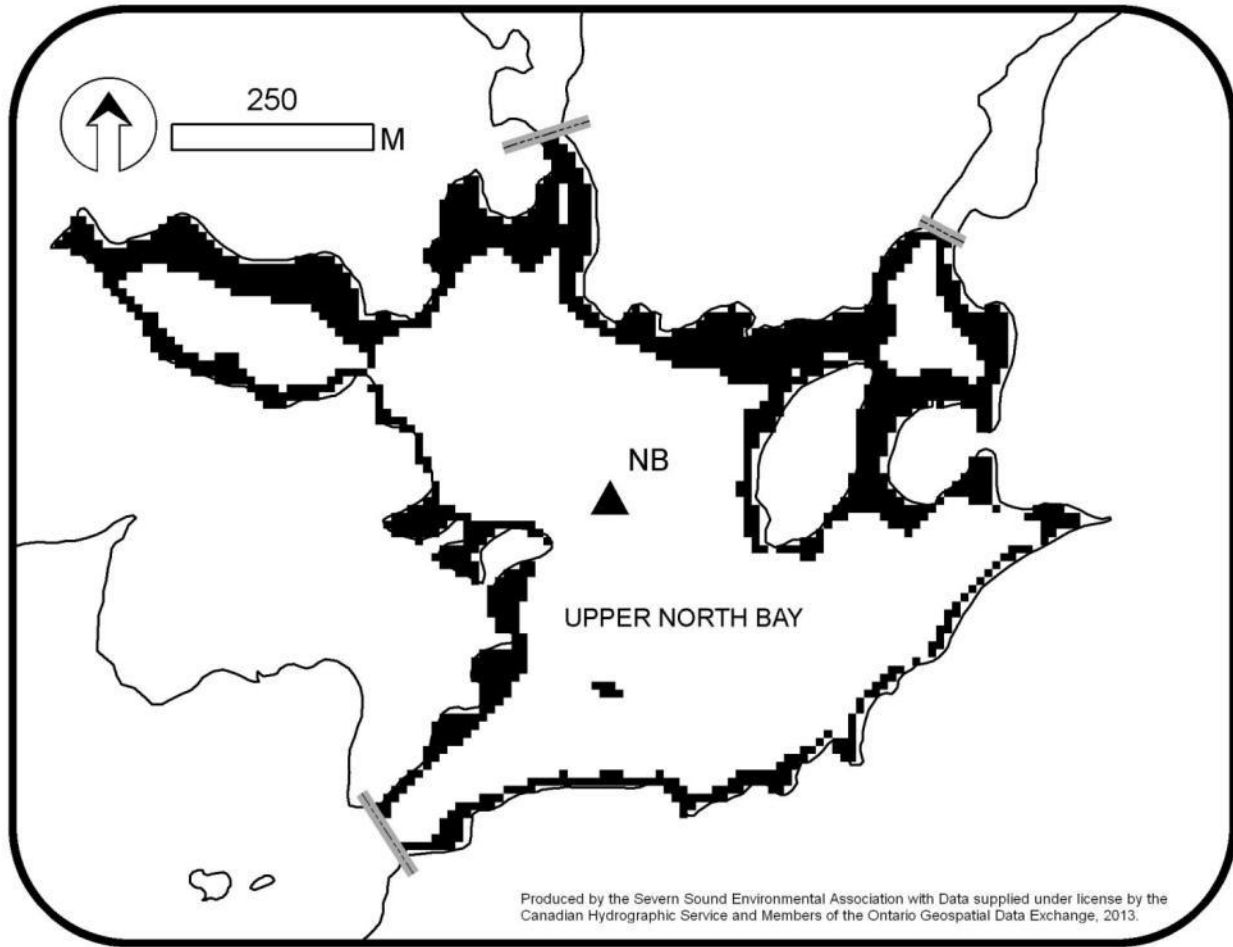 250
M
NB
UPPER NORTH BAY
Produced by the Severn Sound Environmental Association with Data supplied under license by the
Canadian Hydrographic Service and Members of the Ontario Geospatial Data Exchange, 2013.